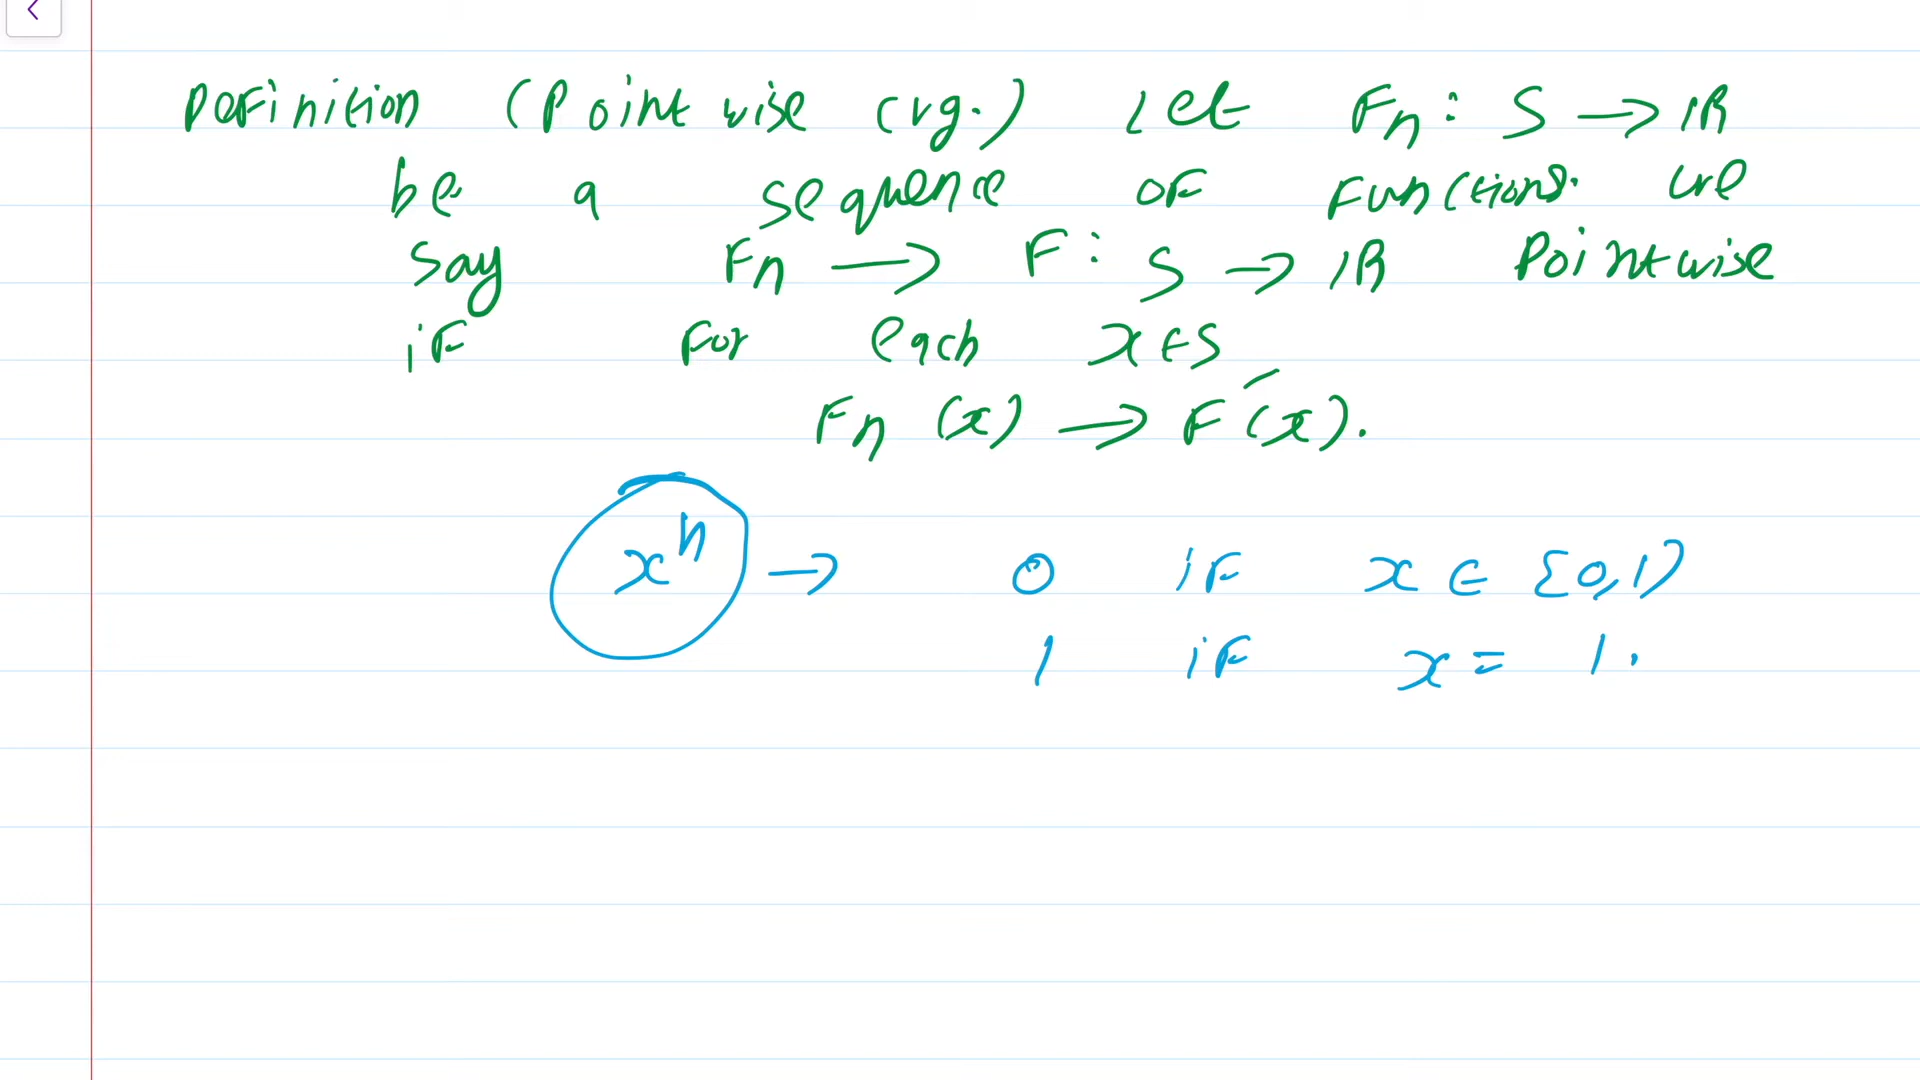 Definition (Pointwise cvg.) Let Fn : S → ℝ
be a sequence of functions. we
say Fn → F : S → ℝ Pointwise
if for each x ∈ S
Fn (x) → F (x).
xⁿ → 0 if x ∈ [0,1)
1 if x = 1.